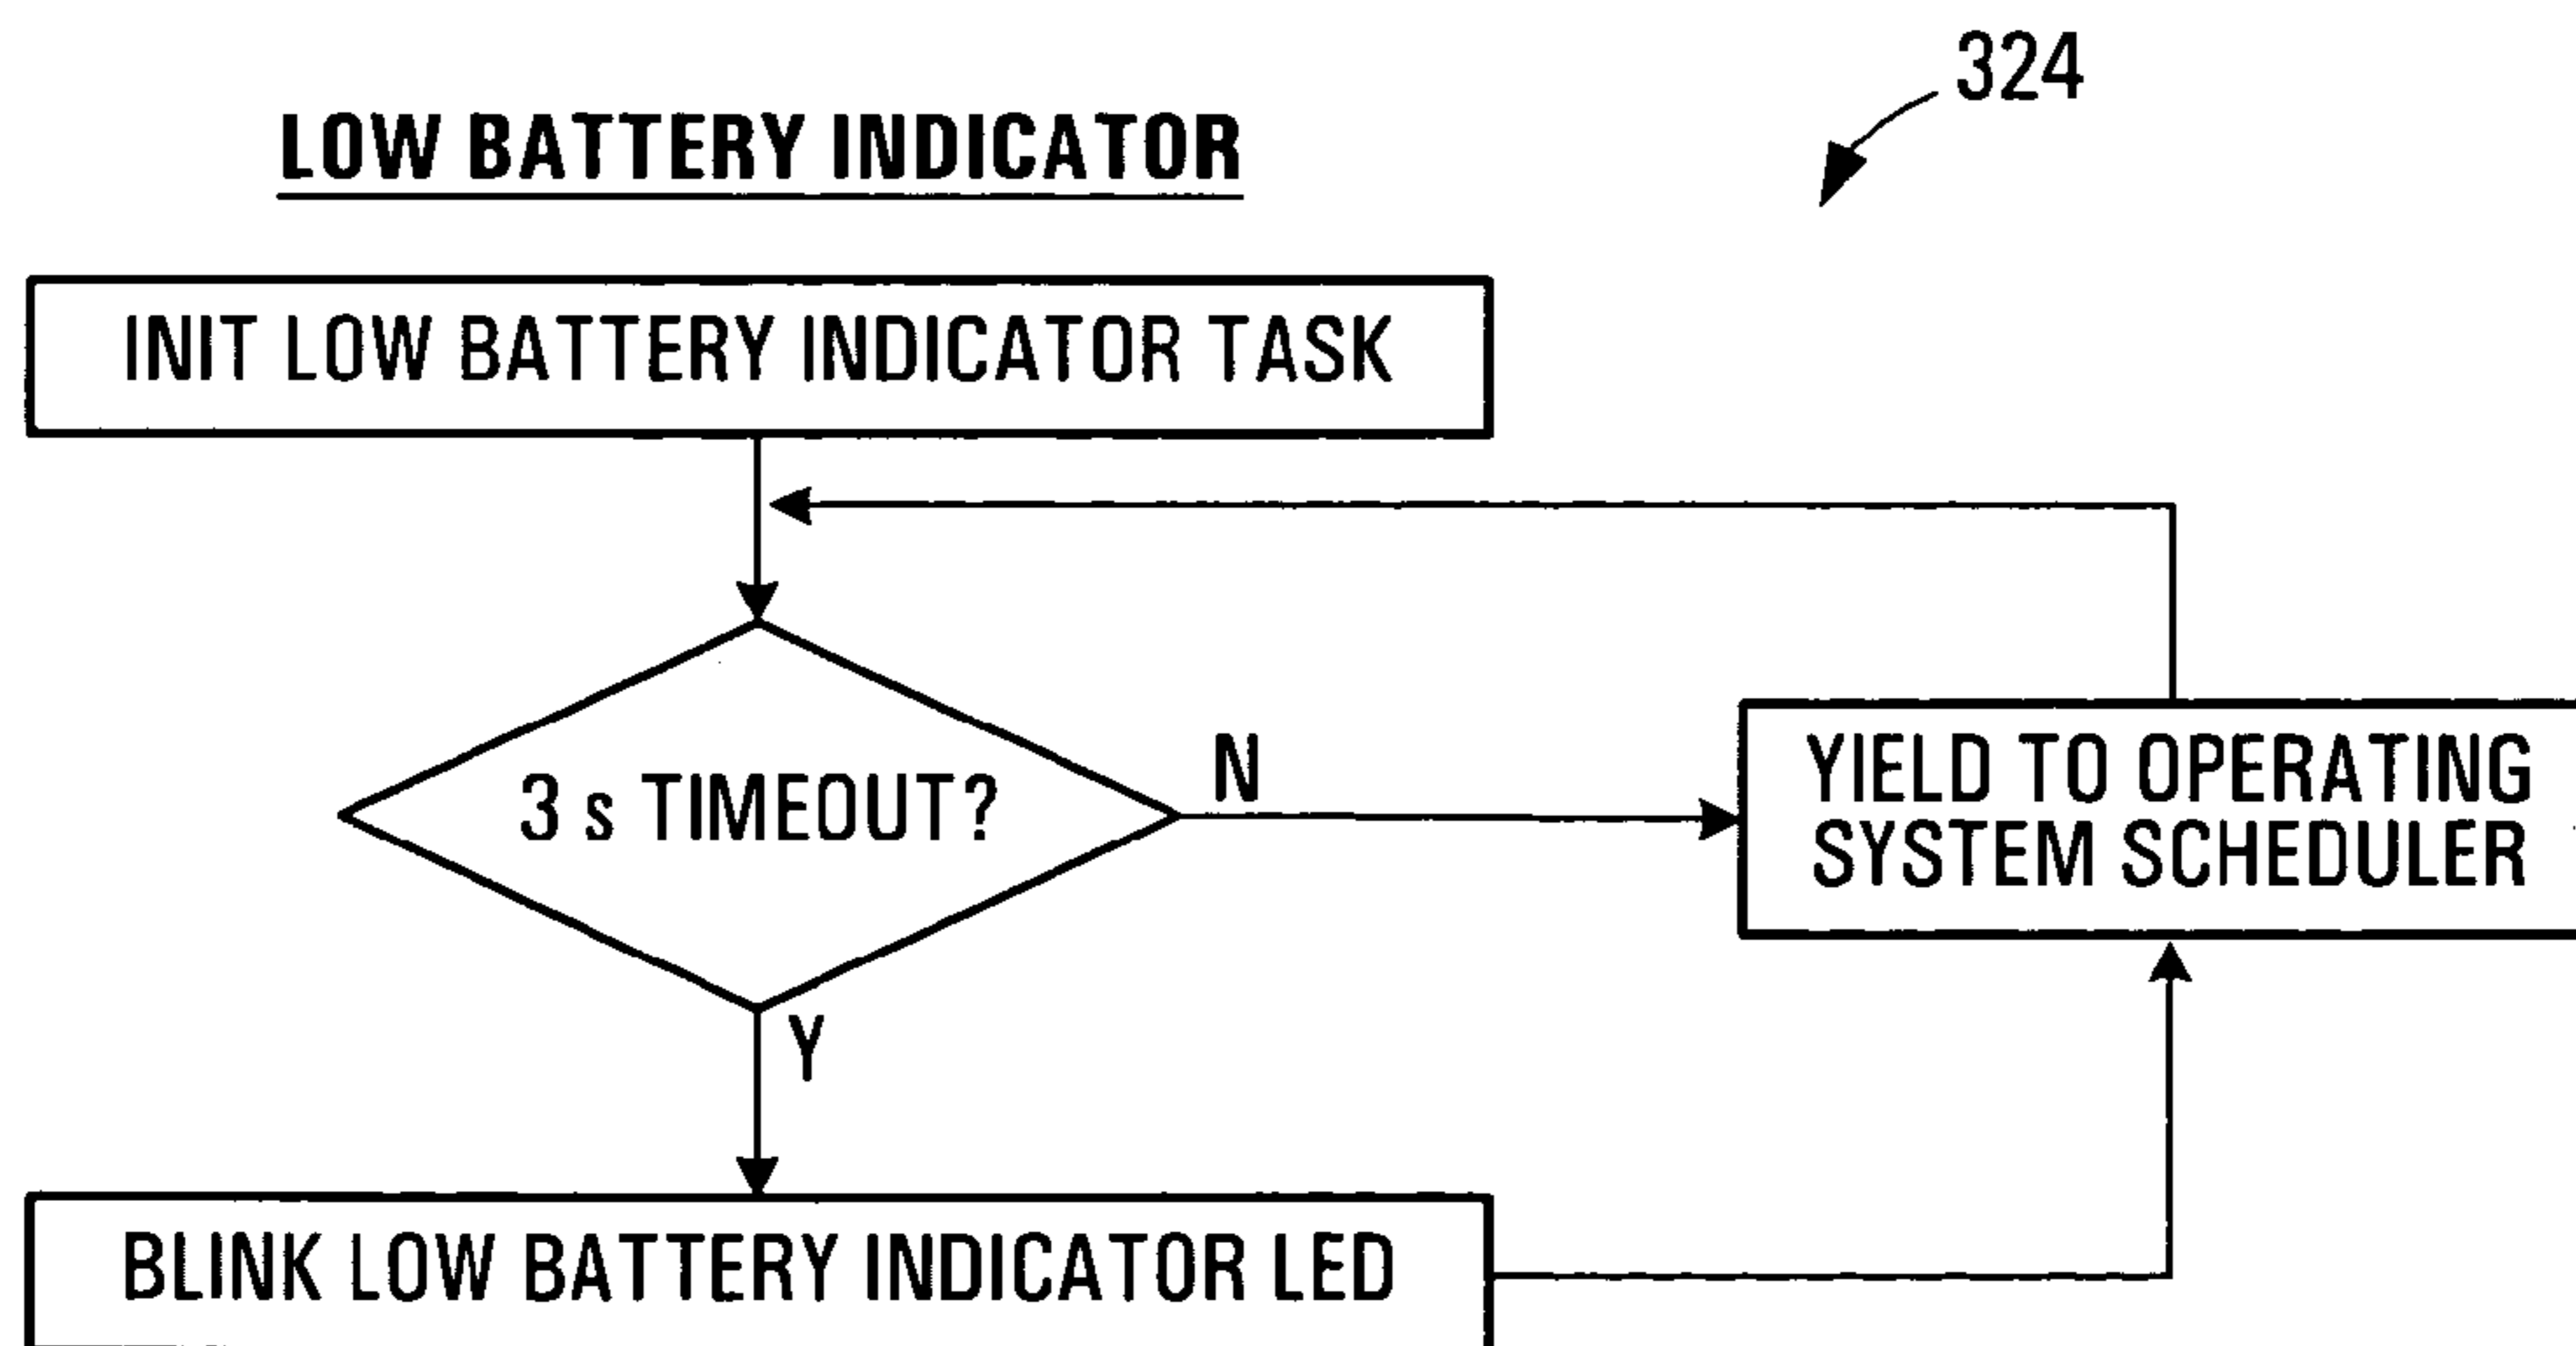 324
LOW BATTERY INDICATOR
INIT LOW BATTERY INDICATOR TASK
3 s TIMEOUT?
N
YIELD TO OPERATING
SYSTEM SCHEDULER
Y
BLINK LOW BATTERY INDICATOR LED